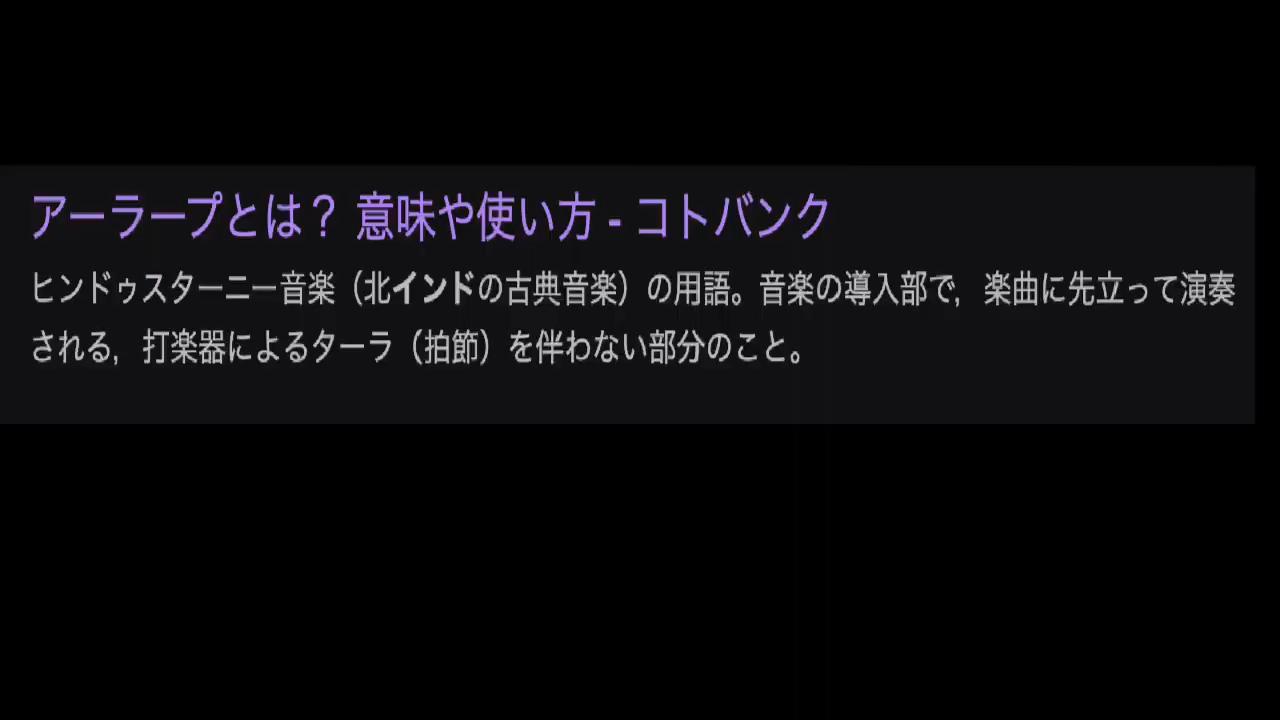 アーラープとは？ 意味や使い方 - コトバンク
ヒンドゥスターニー音楽（北インドの古典音楽）の用語。音楽の導入部で，楽曲に先立って演奏
される，打楽器によるターラ（拍節）を伴わない部分のこと。